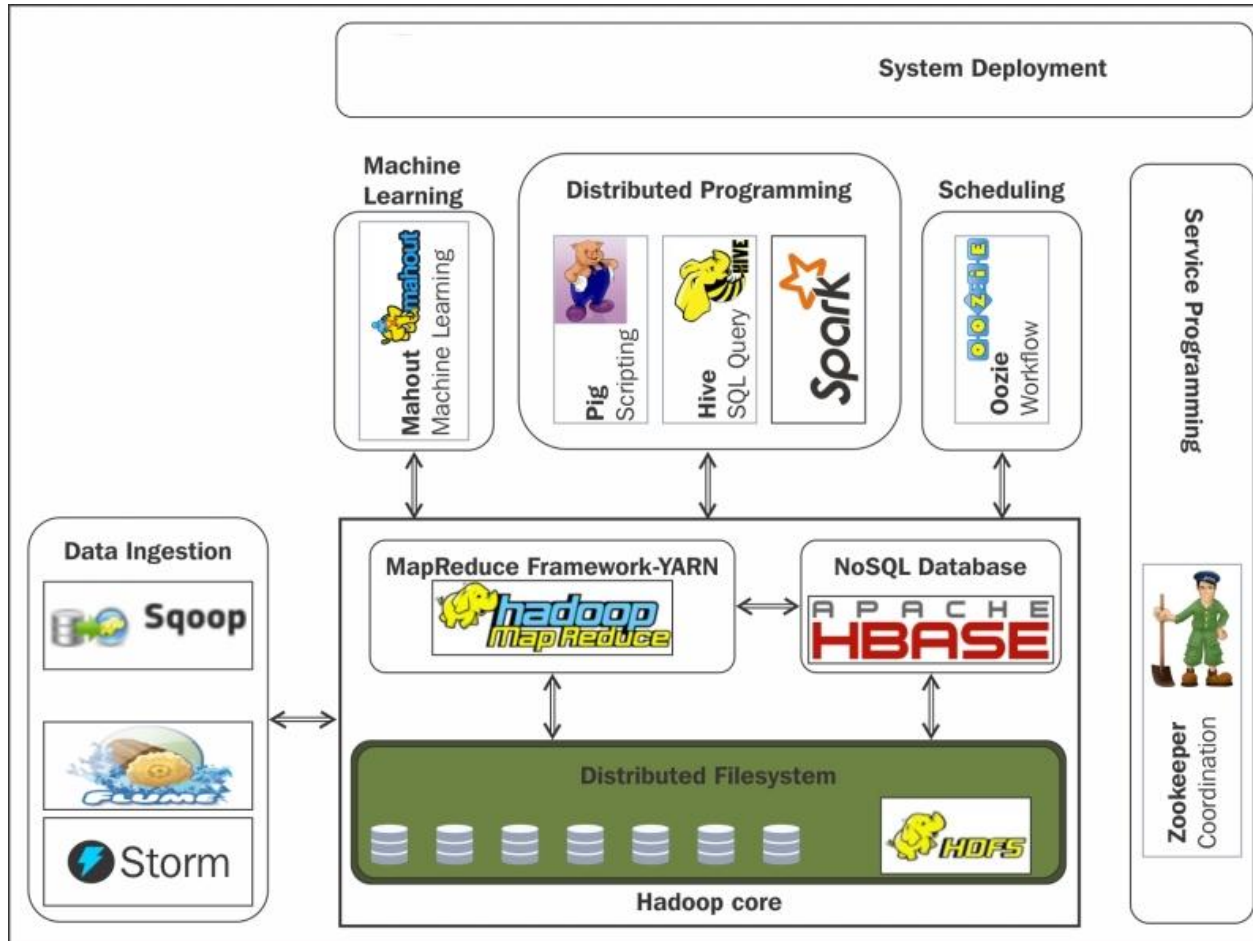 System Deployment
Machine
Learning
mahout
Mahout
Machine Learning
Distributed Programming
Pig
Scripting
HIVE
Hive
SQL Query
Spark
Scheduling
OOZIE
Oozie
Workflow
Service Programming
Zookeeper
Coordination
Data Ingestion
Sqoop
FLUME
Storm
MapReduce Framework-YARN
hadoop
Map Reduce
NoSQL Database
APACHE
HBASE
Distributed Filesystem
HDFS
Hadoop core